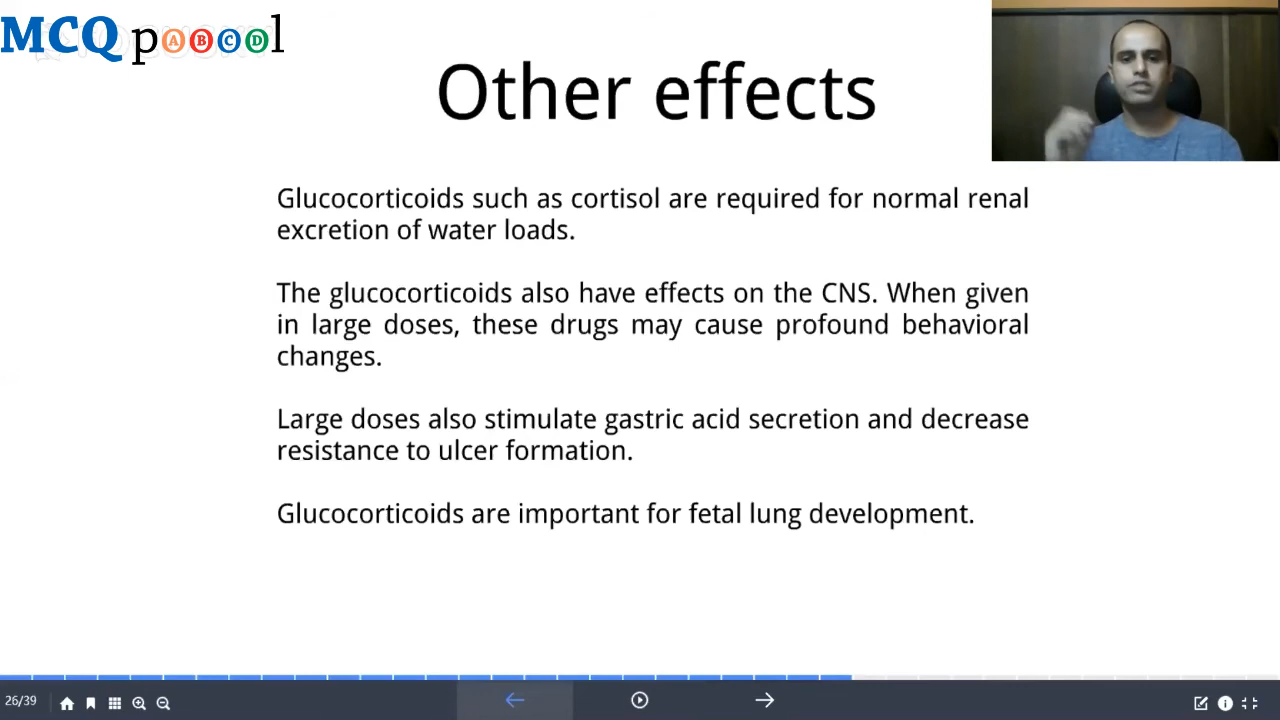 MCQ pABCDl
Other effects
Glucocorticoids such as cortisol are required for normal renal
excretion of water loads.
The glucocorticoids also have effects on the CNS. When given
in large doses, these drugs may cause profound behavioral
changes.
Large doses also stimulate gastric acid secretion and decrease
resistance to ulcer formation.
Glucocorticoids are important for fetal lung development.
26/39